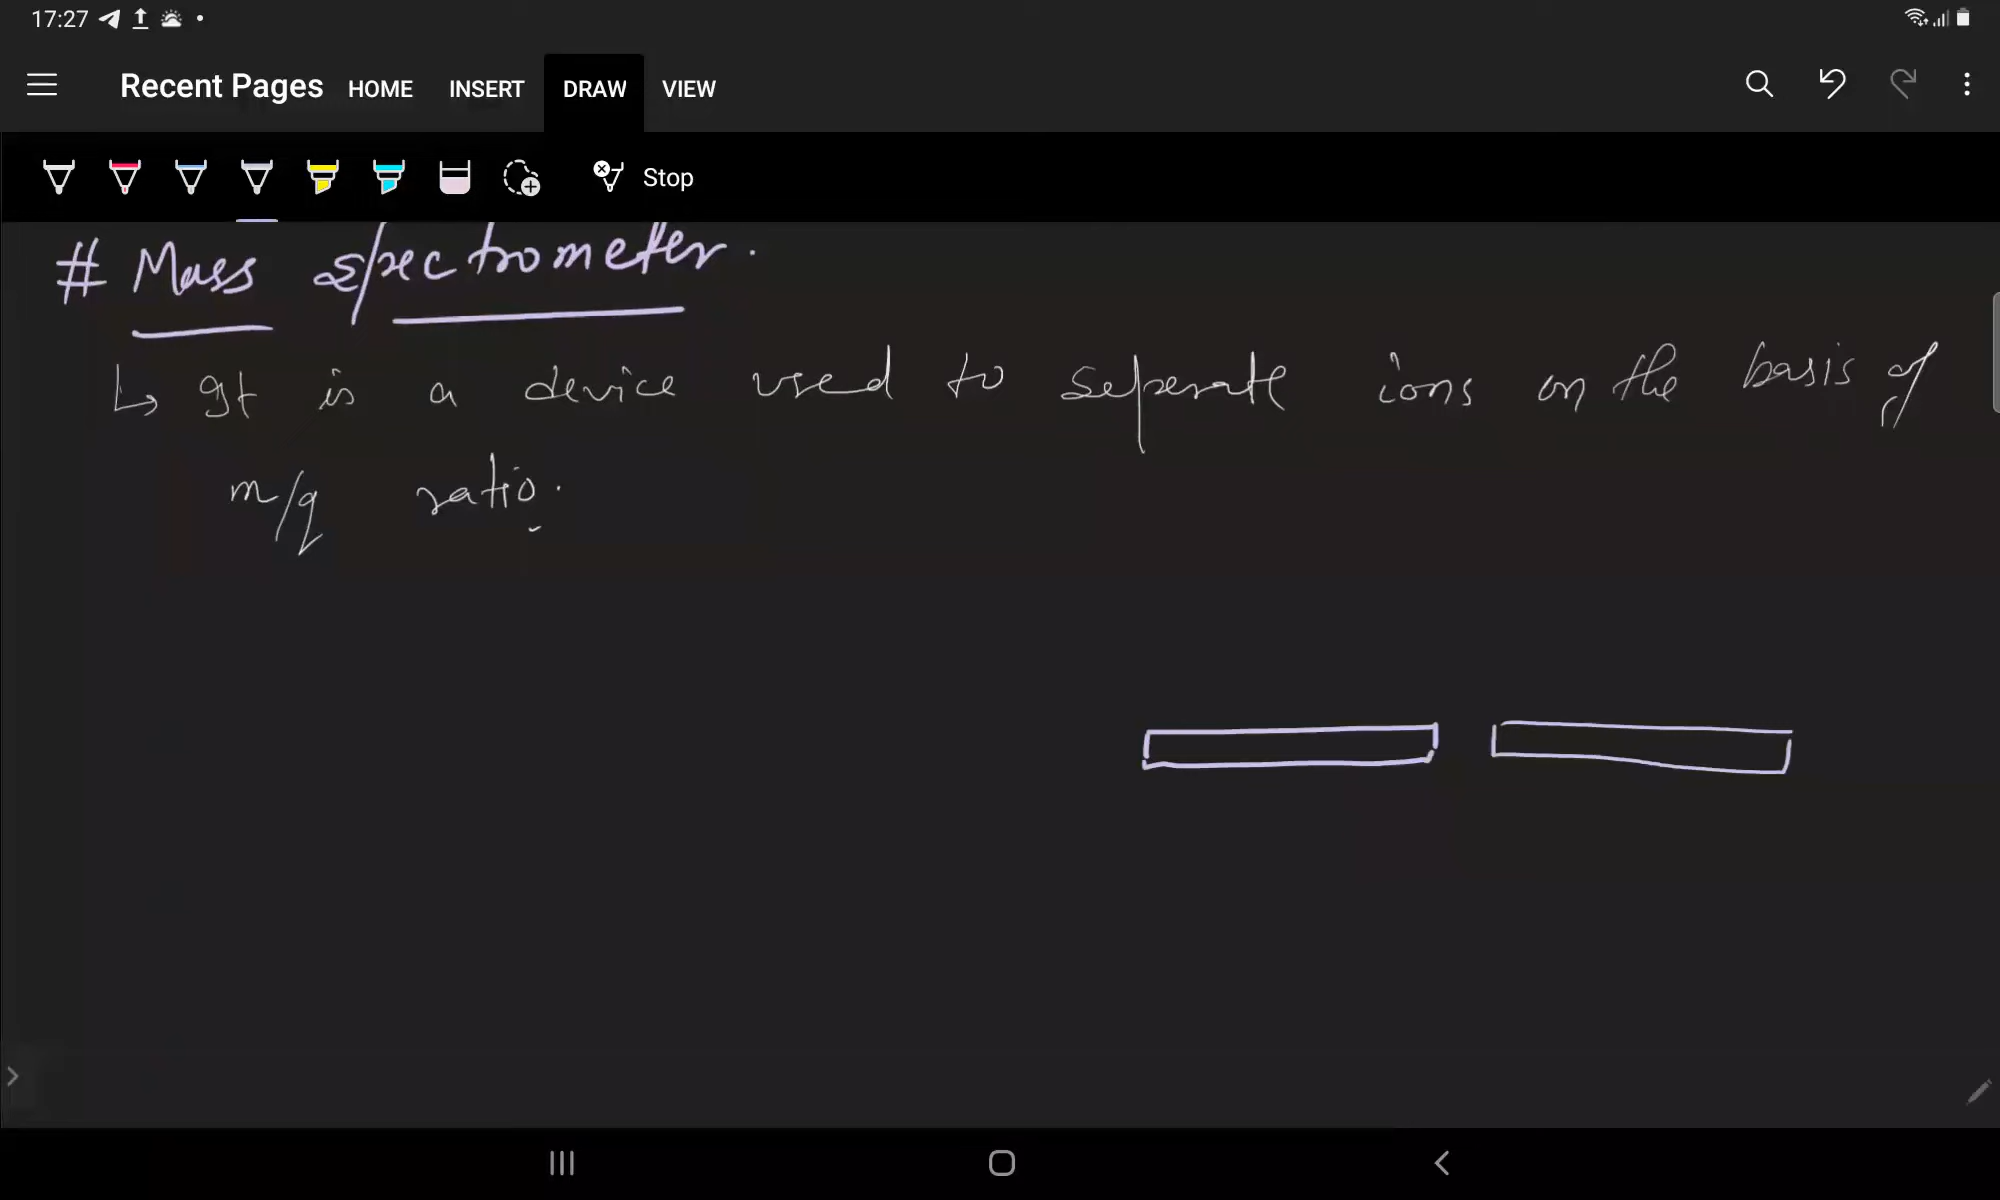 17:27
Recent Pages HOME INSERT DRAW VIEW
Stop
# Mass spectrometer.
↳ It is a device used to seperate ions on the basis of
m/q ratio.